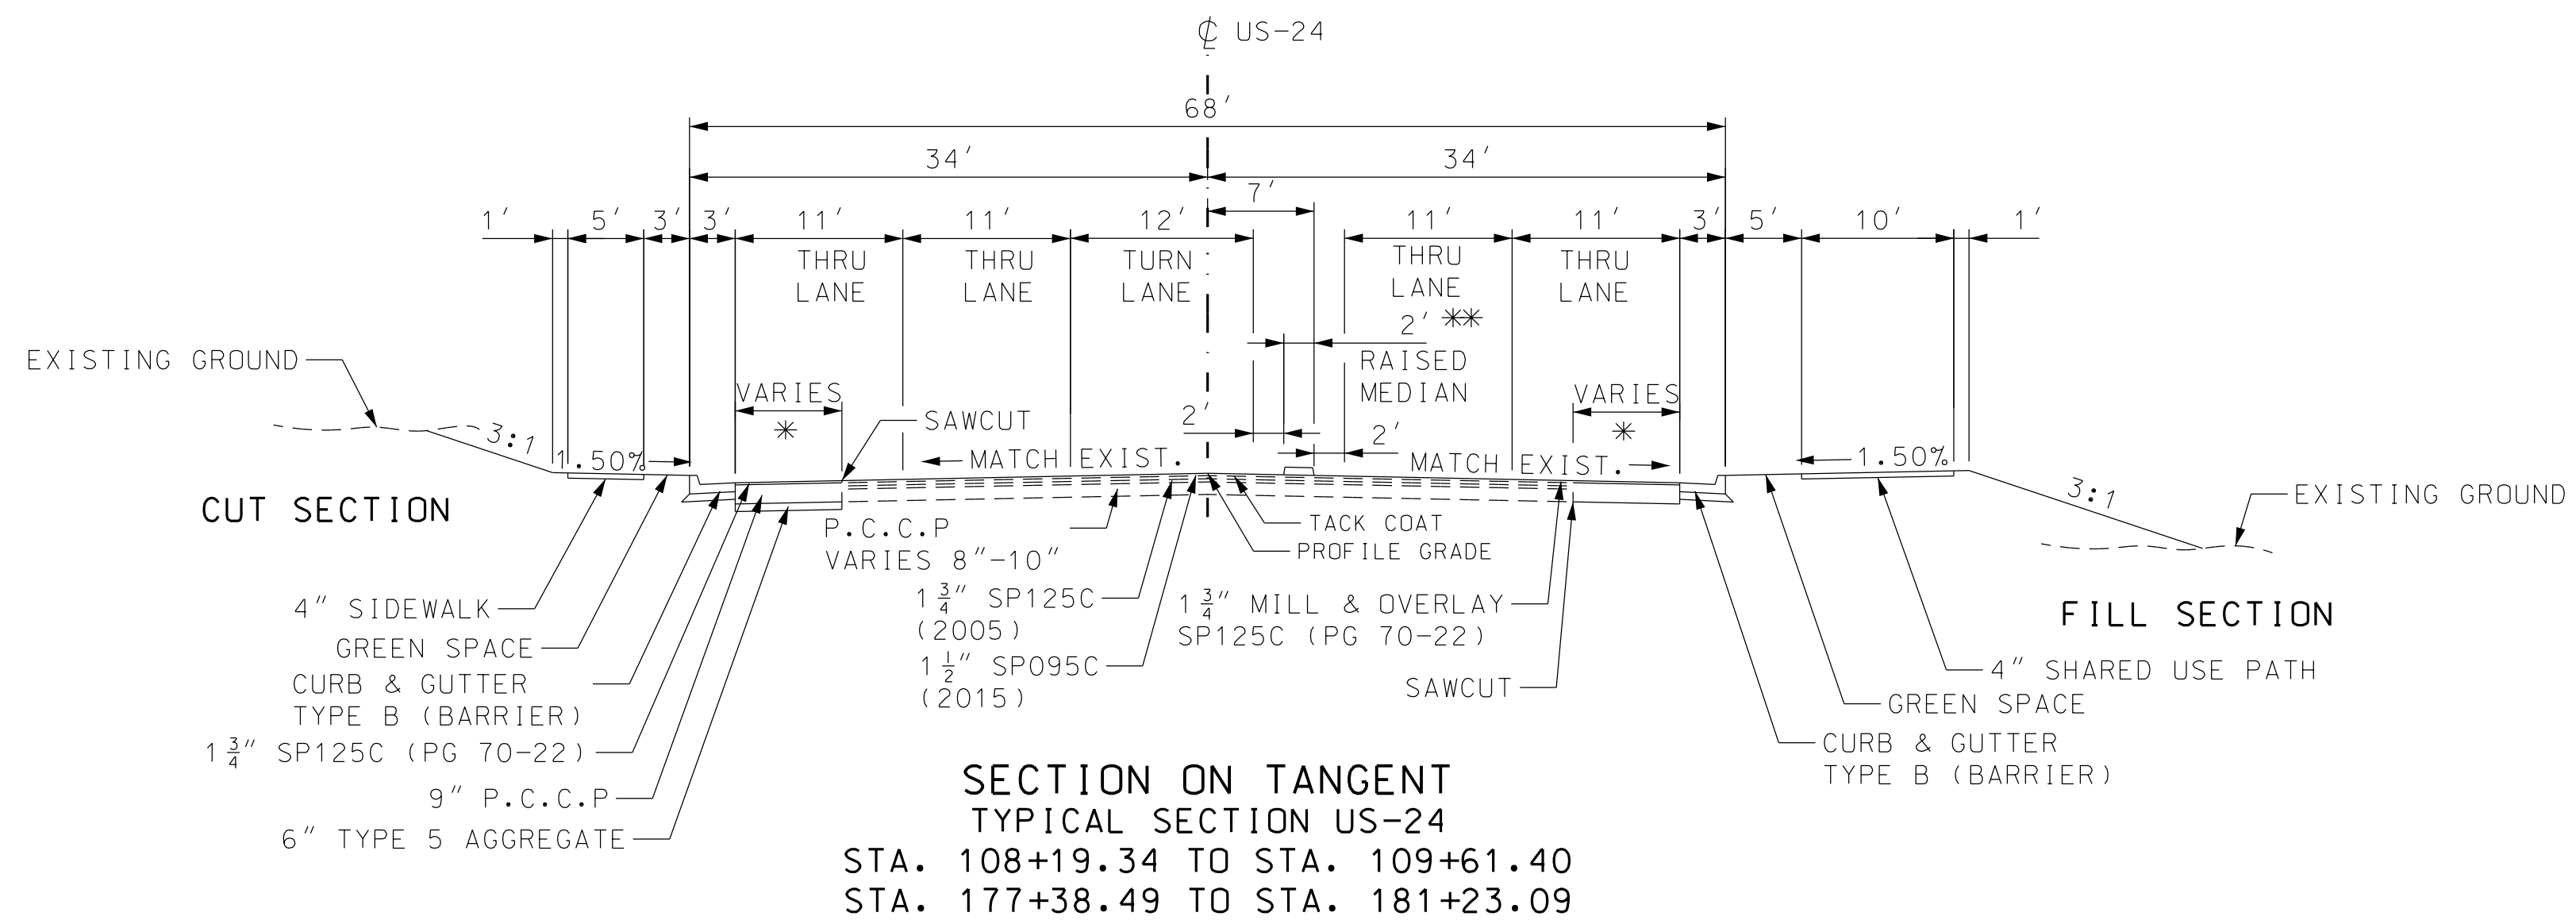 ℄ US-24
68′
34′ 34′
7′
1′ 5′ 3′ 3′ 11′ 11′ 12′ 11′ 11′ 3′ 5′ 10′ 1′
THRU
LANE
THRU
LANE
TURN
LANE
THRU
LANE
**
THRU
LANE
2′
RAISED
MEDIAN
EXISTING GROUND
VARIES
*
SAWCUT
2′
2′
VARIES
*
3:1
1.50%
MATCH EXIST.
MATCH EXIST.
1.50%
3:1
EXISTING GROUND
CUT SECTION
P.C.C.P
VARIES 8″-10″
TACK COAT
PROFILE GRADE
4″ SIDEWALK
GREEN SPACE
CURB & GUTTER
TYPE B (BARRIER)
1 3/4″ SP125C (PG 70-22)
9″ P.C.C.P
6″ TYPE 5 AGGREGATE
1 3/4″ SP125C
(2005)
1 1/2″ SP095C
(2015)
1 3/4″ MILL & OVERLAY
SP125C (PG 70-22)
SAWCUT
FILL SECTION
4″ SHARED USE PATH
GREEN SPACE
CURB & GUTTER
TYPE B (BARRIER)
SECTION ON TANGENT
TYPICAL SECTION US-24
STA. 108+19.34 TO STA. 109+61.40
STA. 177+38.49 TO STA. 181+23.09